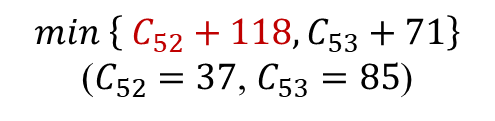 min { C₅₂ + 118, C₅₃ + 71}
(C₅₂ = 37, C₅₃ = 85)